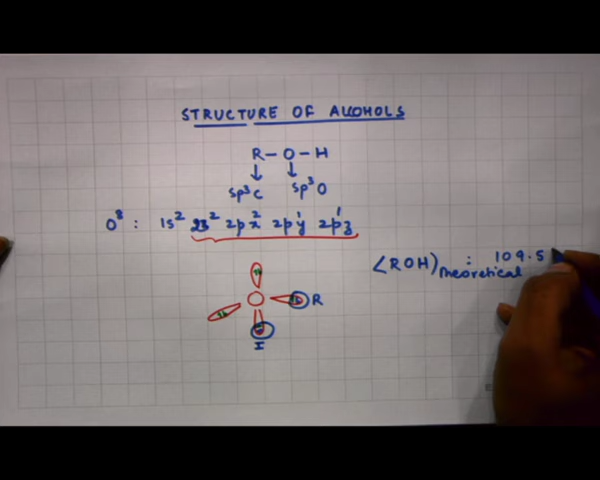 STRUCTURE OF ALCOHOLS
R—O—H
sp³C sp³O
O⁸ : 1s² 2s² 2px² 2py¹ 2pz¹
∠ROH)Theoretical : 109.5
R
H